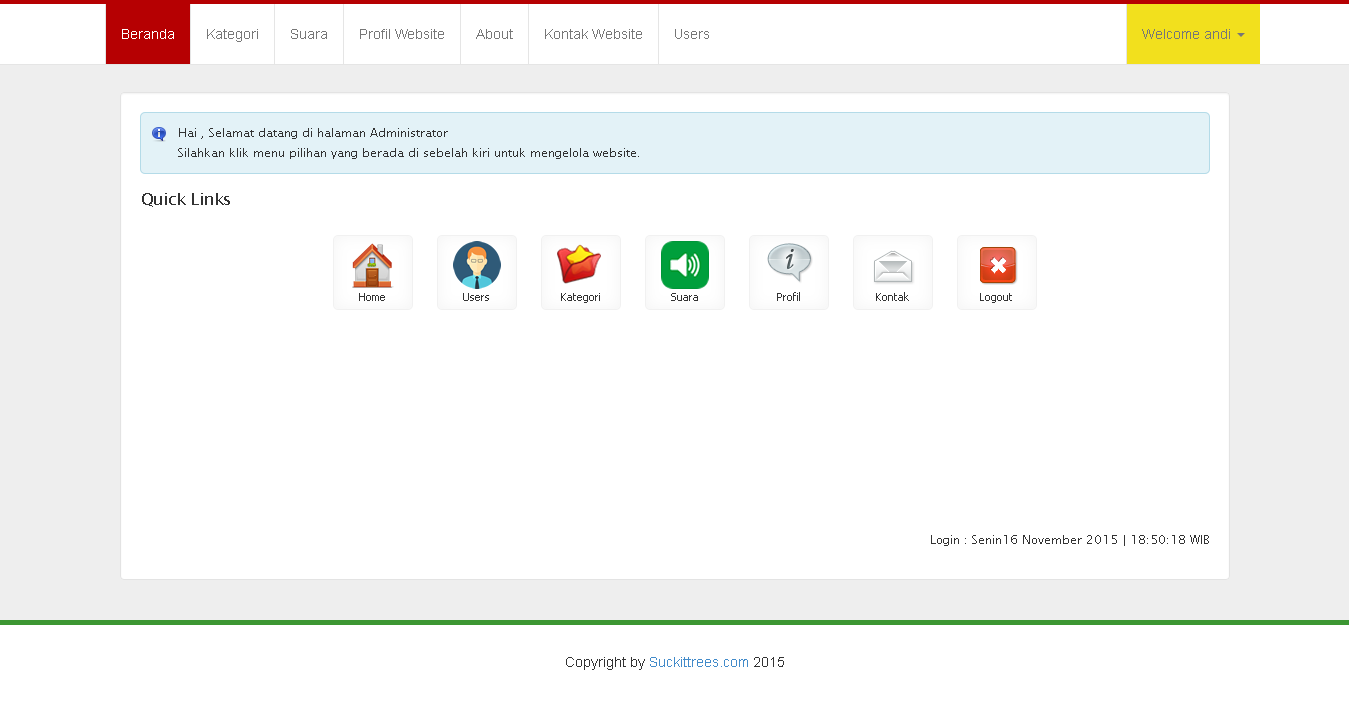 Beranda Kategori Suara Profil Website About Kontak Website Users Welcome andi
Hai , Selamat datang di halaman Administrator
Silahkan klik menu pilihan yang berada di sebelah kiri untuk mengelola website.
Quick Links
Home Users Kategori Suara Profil Kontak Logout
Login : Senin16 November 2015 | 18:50:18 WIB
Copyright by Suckittrees.com 2015